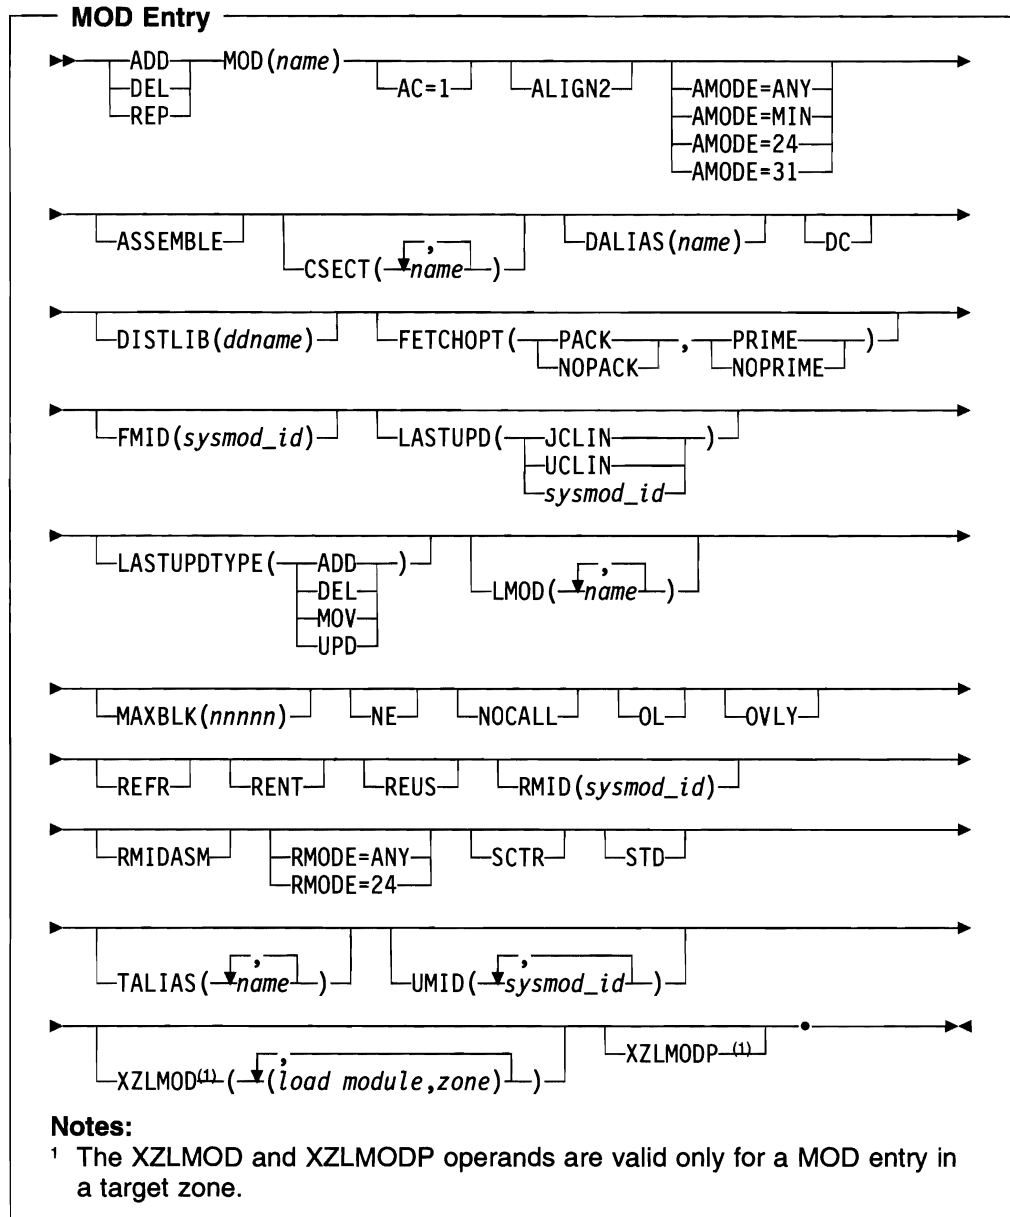 MOD Entry
ADD MOD(name) AC=1 ALIGN2 AMODE=ANY
DEL AMODE=MIN
REP AMODE=24
AMODE=31
ASSEMBLE CSECT( name , ) DALIAS(name) DC
DISTLIB(ddname) FETCHOPT( PACK , PRIME )
NOPACK NOPRIME
FMID(sysmod_id) LASTUPD( JCLIN )
UCLIN
sysmod_id
LASTUPDTYPE( ADD ) LMOD( name , )
DEL
MOV
UPD
MAXBLK(nnnnn) NE NOCALL OL OVLY
REFR RENT REUS RMID(sysmod_id)
RMIDASM RMODE=ANY SCTR STD
RMODE=24
TALIAS( name , ) UMID( sysmod_id , )
XZLMOD(1) ( (load module,zone) , ) XZLMODP (1)
Notes:
1 The XZLMOD and XZLMODP operands are valid only for a MOD entry in
a target zone.